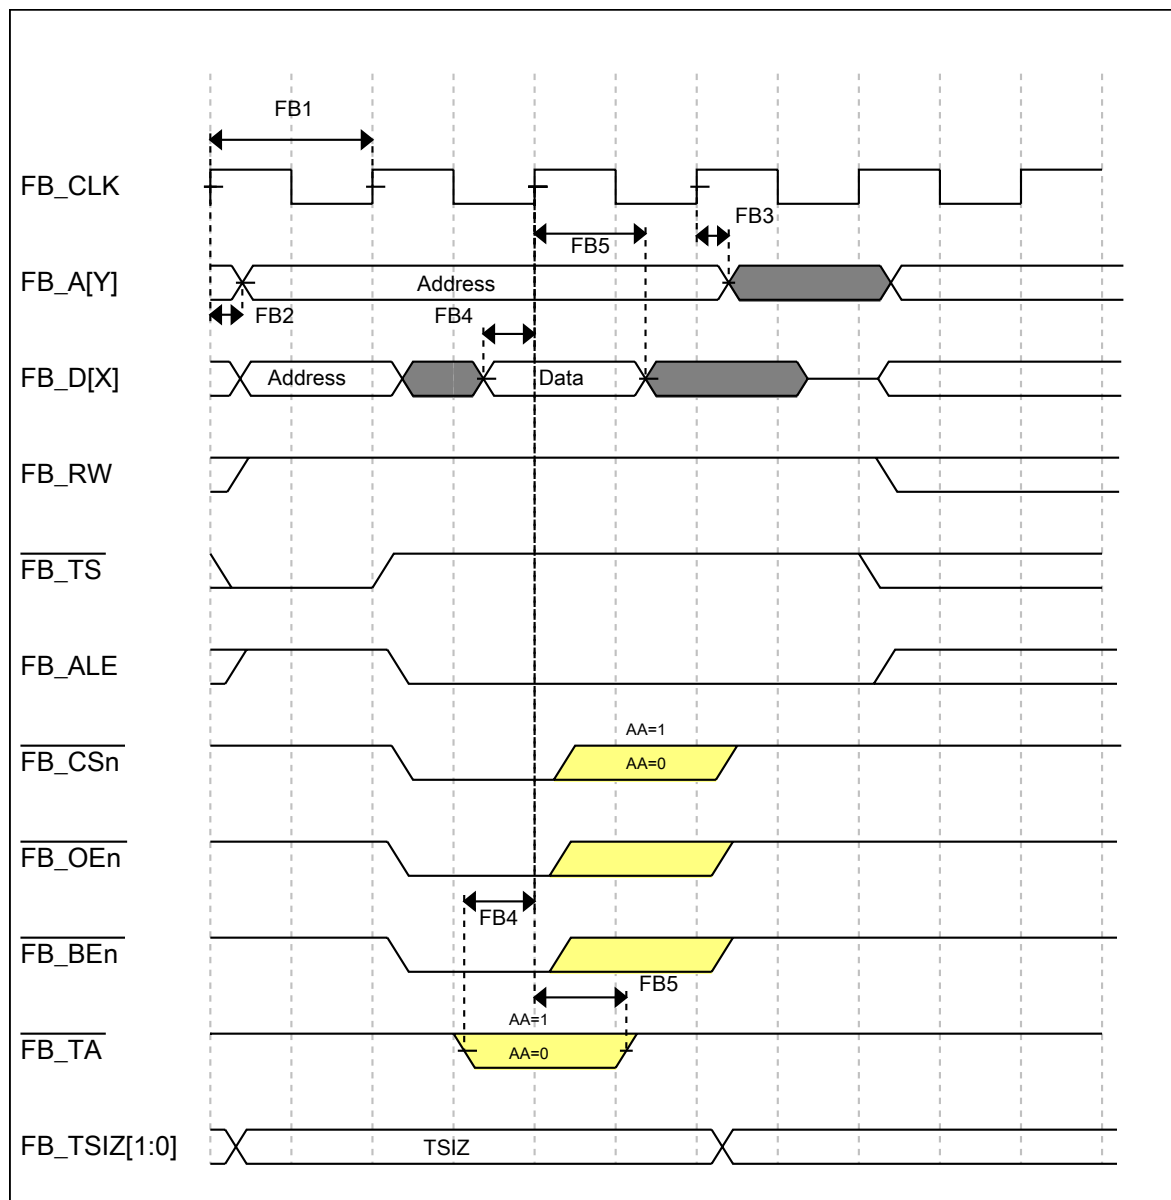 FB1
FB_CLK
FB3
FB5
FB_A[Y]
Address
FB2
FB4
FB_D[X]
Address
Data
FB_RW
FB_TS
FB_ALE
AA=1
FB_CSn
AA=0
FB_OEn
FB4
FB_BEn
FB5
AA=1
FB_TA
AA=0
FB_TSIZ[1:0]
TSIZ